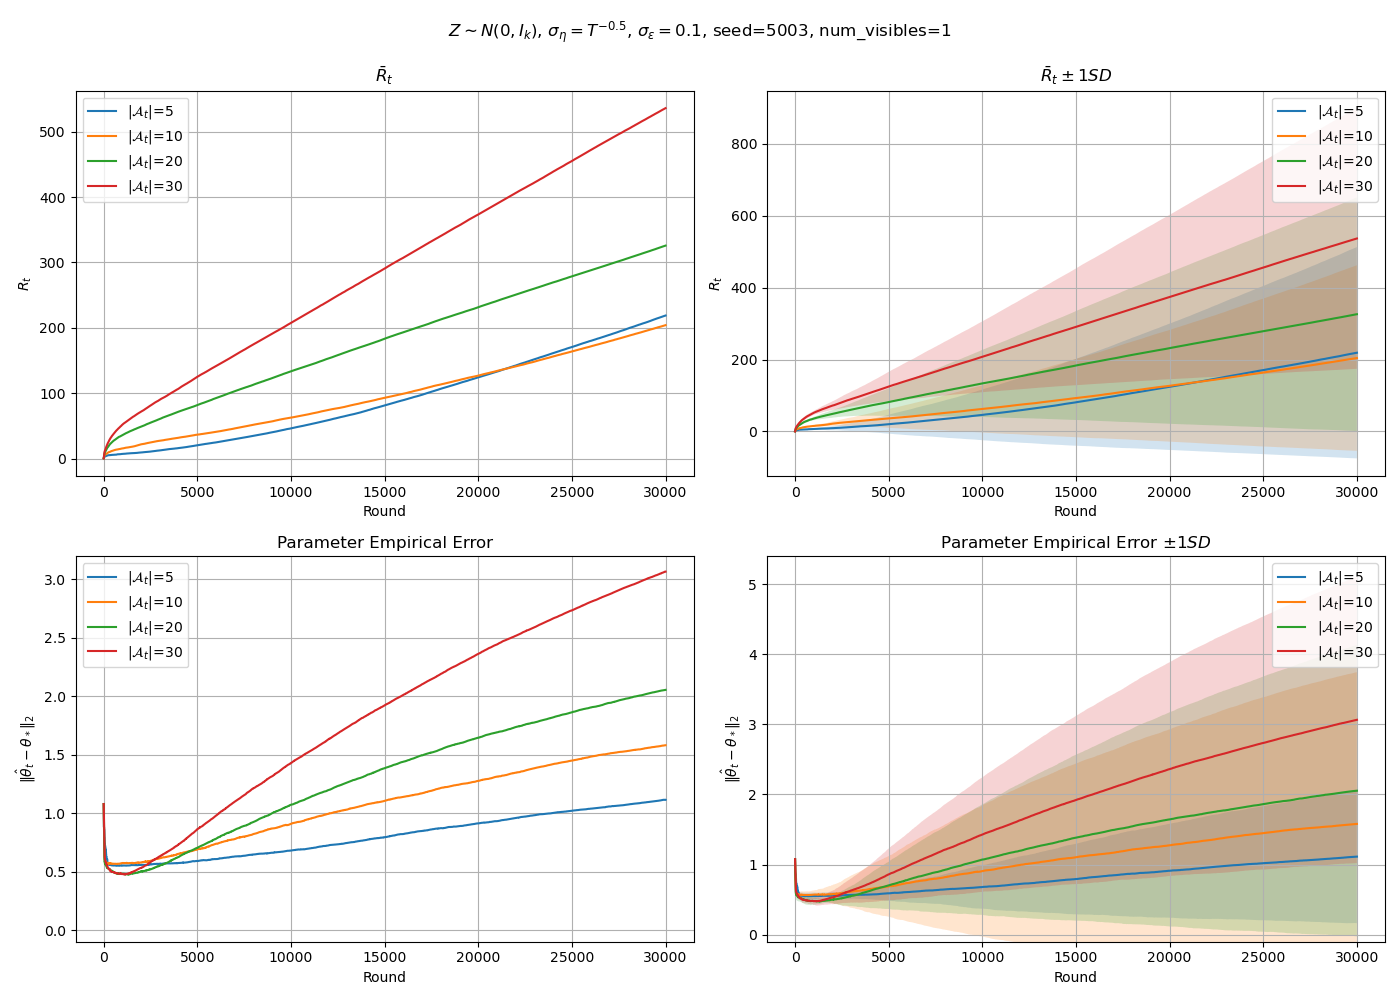 Z ∼ N(0, I_k), σ_η = T^{−0.5}, σ_ε = 0.1, seed=5003, num_visibles=1
R̄_t
R_t
500
400
300
200
100
0
|𝒜_t|=5
|𝒜_t|=10
|𝒜_t|=20
|𝒜_t|=30
0 5000 10000 15000 20000 25000 30000
Round
R̄_t ± 1SD
R_t
800
600
400
200
0
|𝒜_t|=5
|𝒜_t|=10
|𝒜_t|=20
|𝒜_t|=30
0 5000 10000 15000 20000 25000 30000
Round
Parameter Empirical Error
‖θ̂_t − θ_*‖_2
3.0
2.5
2.0
1.5
1.0
0.5
0.0
|𝒜_t|=5
|𝒜_t|=10
|𝒜_t|=20
|𝒜_t|=30
0 5000 10000 15000 20000 25000 30000
Round
Parameter Empirical Error ±1SD
‖θ̂_t − θ_*‖_2
5
4
3
2
1
0
|𝒜_t|=5
|𝒜_t|=10
|𝒜_t|=20
|𝒜_t|=30
0 5000 10000 15000 20000 25000 30000
Round